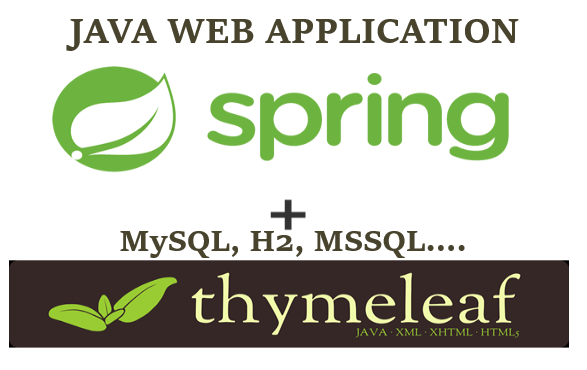 JAVA WEB APPLICATION
spring
+
MySQL, H2, MSSQL....
thymeleaf
JAVA · XML · XHTML · HTML5